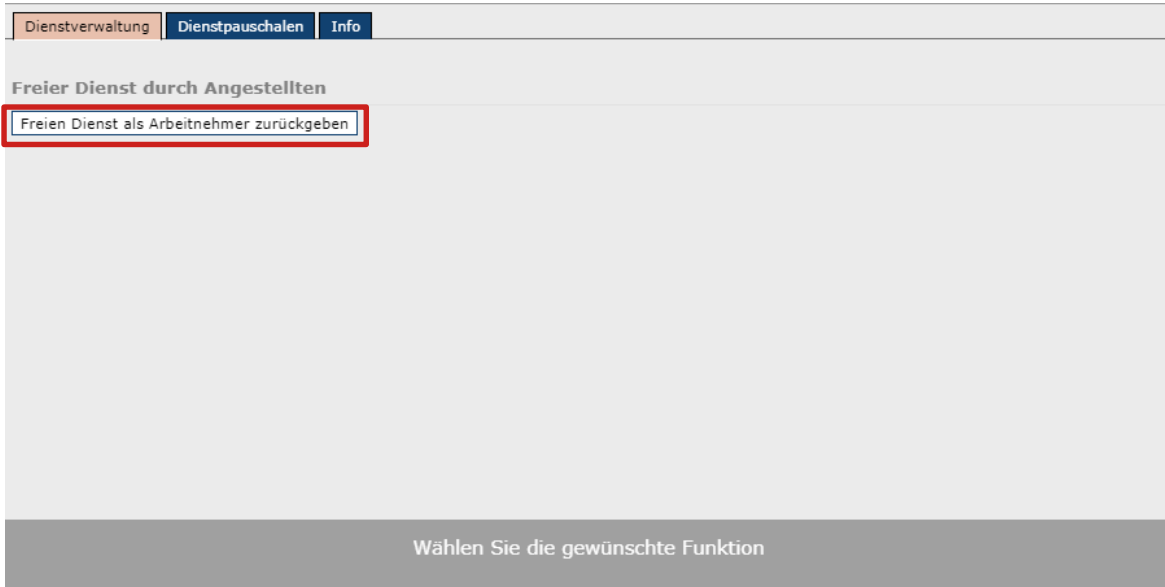 Dienstverwaltung Dienstpauschalen Info
Freier Dienst durch Angestellten
Freien Dienst als Arbeitnehmer zurückgeben
Wählen Sie die gewünschte Funktion